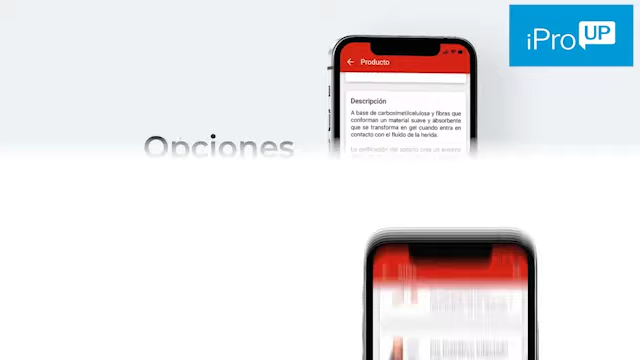 iPro UP
Producto
Descripción
A base de carboximetilcelulosa y fibras que
conforman un material suave y absorbente
que se transforma en gel cuando entra en
contacto con el fluido de la herida.
Opciones